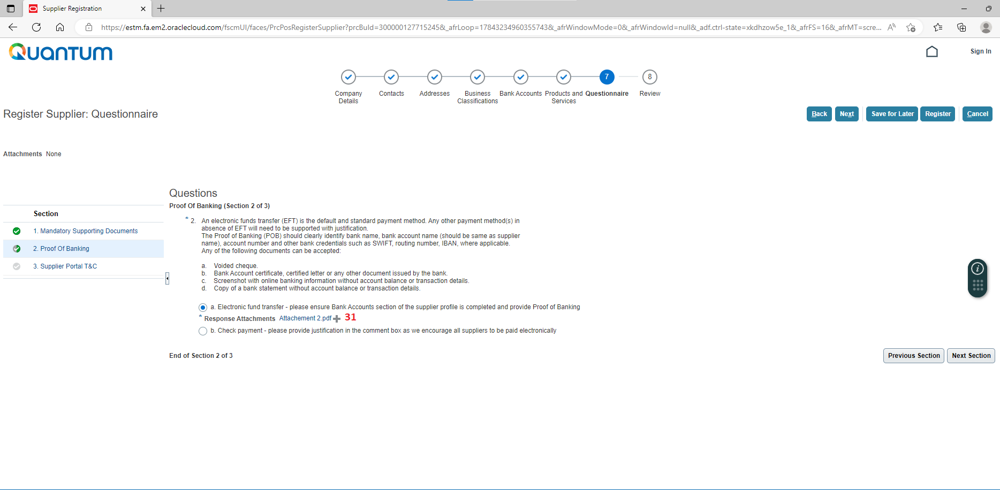 Supplier Registration
https://estm.fa.em2.oraclecloud.com/fscmUI/faces/PrcPosRegisterSupplier?prcBuId=300000127715245&_afrLoop=17843234960355743&_afrWindowMode=0&_afrWindowId=null&_adf.ctrl-state=xkdhzow5e_1&_afrFS=16&_afrMT=scre...
QUANTUM
Sign In
7
8
Company Details
Contacts
Addresses
Business Classifications
Bank Accounts
Products and Services
Questionnaire
Review
Register Supplier: Questionnaire
Back
Next
Save for Later
Register
Cancel
Attachments None
Questions
Proof Of Banking (Section 2 of 3)
Section
1. Mandatory Supporting Documents
2. Proof Of Banking
3. Supplier Portal T&C
* 2. An electronic funds transfer (EFT) is the default and standard payment method. Any other payment method(s) in
absence of EFT will need to be supported with justification.
The Proof of Banking (POB) should clearly identify bank name, bank account name (should be same as supplier
name), account number and other bank credentials such as SWIFT, routing number, IBAN, where applicable.
Any of the following documents can be accepted:
a. Voided cheque.
b. Bank Account certificate, certified letter or any other document issued by the bank.
c. Screenshot with online banking information without account balance or transaction details.
d. Copy of a bank statement without account balance or transaction details.
a. Electronic fund transfer - please ensure Bank Accounts section of the supplier profile is completed and provide Proof of Banking
* Response Attachments Attachement 2.pdf 31
b. Check payment - please provide justification in the comment box as we encourage all suppliers to be paid electronically
End of Section 2 of 3
Previous Section
Next Section